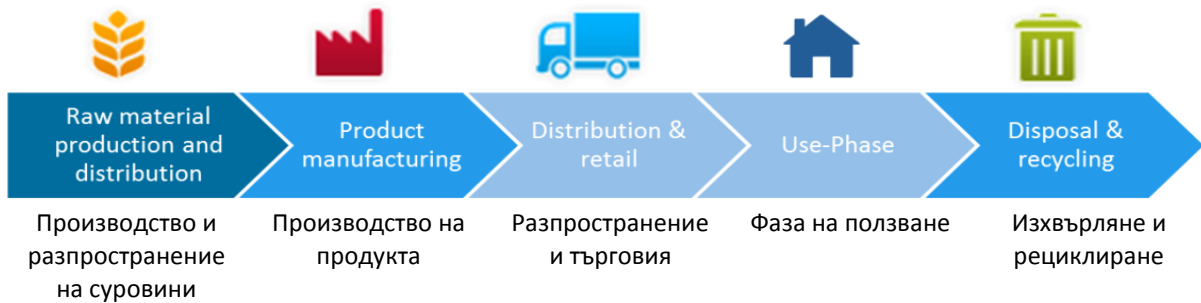 Raw material
production and
distribution
Product
manufacturing
Distribution &
retail
Use-Phase
Disposal &
recycling
Производство и
разпространение
на суровини
Производство на
продукта
Разпространение
и търговия
Фаза на ползване
Изхвърляне и
рециклиране